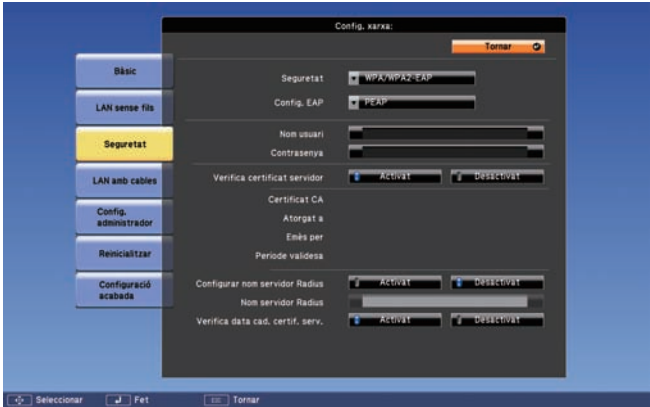 Config. xarxa:
Tornar
Bàsic
LAN sense fils
Seguretat
LAN amb cables
Config.
administrador
Reinicialitzar
Configuració
acabada
Seguretat WPA/WPA2-EAP
Config. EAP PEAP
Nom usuari
Contrasenya
Verifica certificat servidor Activat Desactivat
Certificat CA
Atorgat a
Emès per
Periode validesa
Configurar nom servidor Radius Activat Desactivat
Nom servidor Radius
Verifica data cad. certif. serv. Activat Desactivat
Seleccionar Fet Tornar